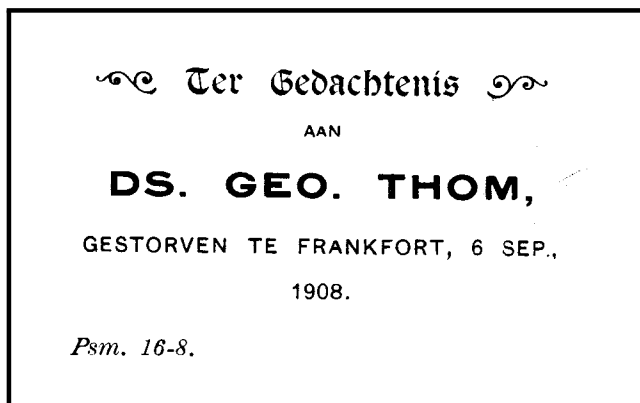 Ter Gedachtenis
AAN
DS. GEO. THOM,
GESTORVEN TE FRANKFORT, 6 SEP.,
1908.
Psm. 16-8.